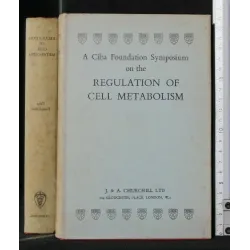 A Ciba Foundation Symposium
on the
REGULATION OF
CELL METABOLISM
J. & A. CHURCHILL LTD.
104 GLOUCESTER PLACE, LONDON, W.1